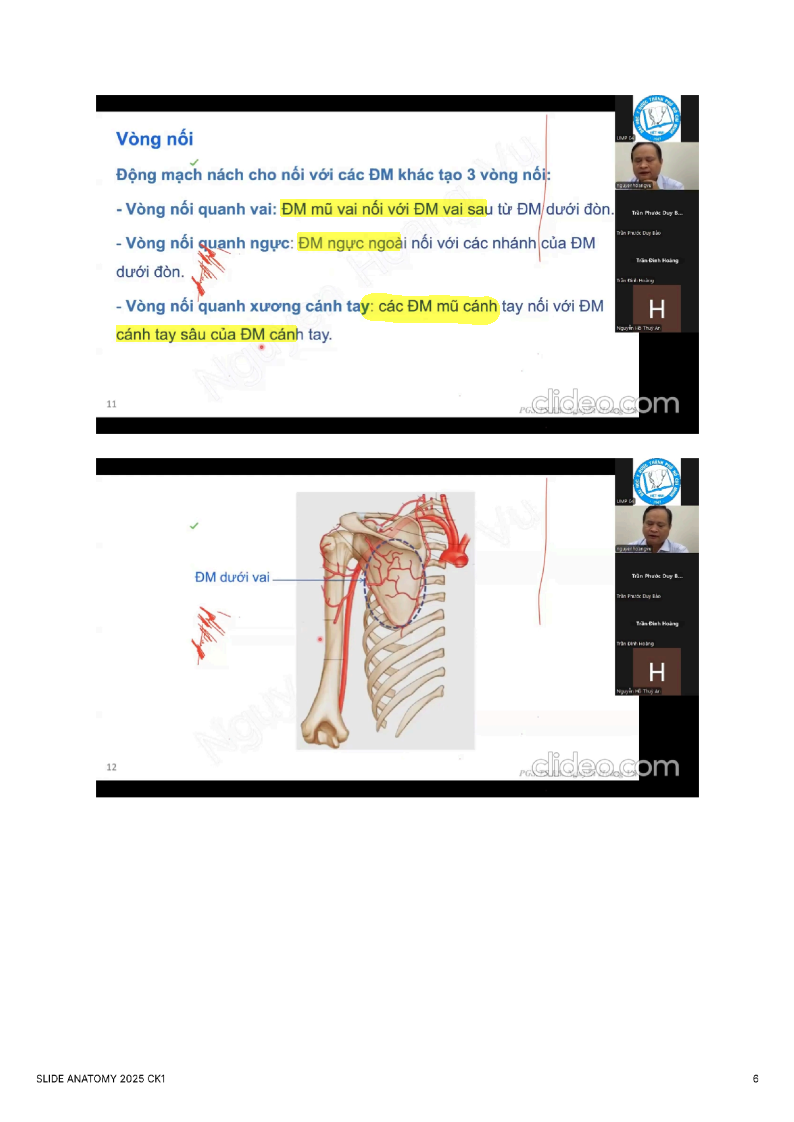 Vòng nối
Động mạch nách cho nối với các ĐM khác tạo 3 vòng nối:
- Vòng nối quanh vai: ĐM mũ vai nối với ĐM vai sau từ ĐM dưới đòn.
- Vòng nối quanh ngực: ĐM ngực ngoài nối với các nhánh của ĐM
dưới đòn.
- Vòng nối quanh xương cánh tay: các ĐM mũ cánh tay nối với ĐM
cánh tay sâu của ĐM cánh tay.
11
clideo.com
Trần Phước Duy B...
Trần Phước Duy Bảo
Trần Đình Hoàng
Trần Đình Hoàng
H
Nguyễn Hồ Thuý An
ĐM dưới vai
12
clideo.com
Trần Phước Duy B...
Trần Phước Duy Bảo
Trần Đình Hoàng
Trần Đình Hoàng
H
Nguyễn Hồ Thuý An
SLIDE ANATOMY 2025 CK1
6